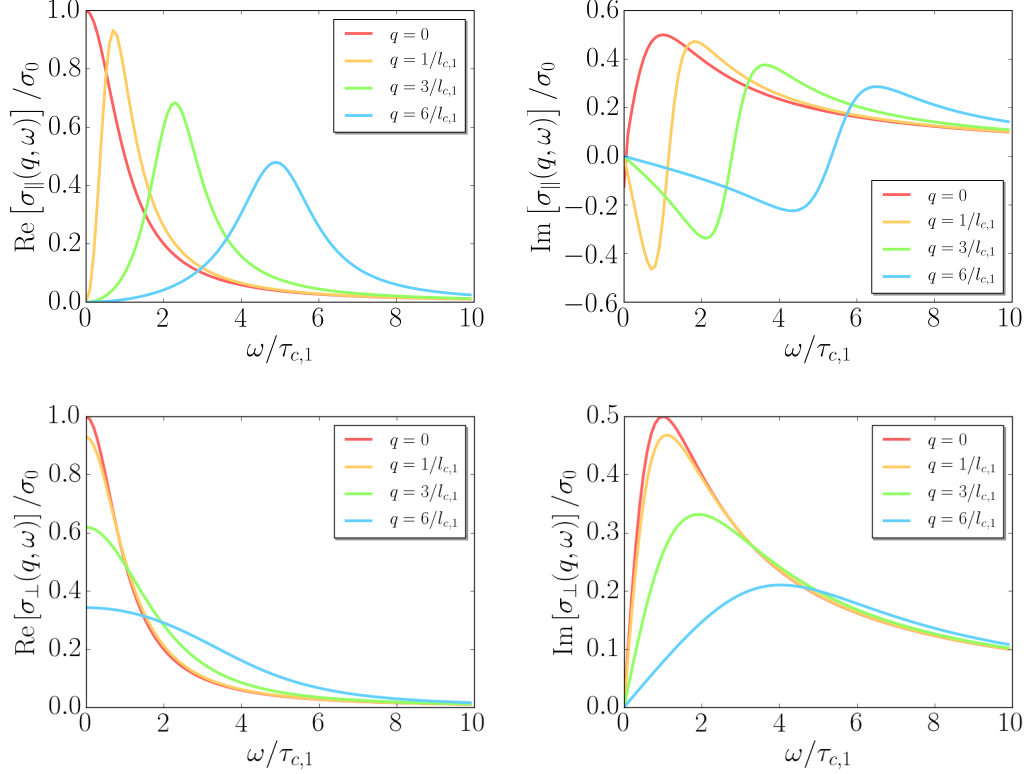 1.0
0.8
0.6
0.4
0.2
0.0
Re [σ∥(q, ω)] /σ0
0 2 4 6 8 10
ω/τc,1
q = 0
q = 1/lc,1
q = 3/lc,1
q = 6/lc,1
0.6
0.4
0.2
0.0
−0.2
−0.4
−0.6
Im [σ∥(q, ω)] /σ0
0 2 4 6 8 10
ω/τc,1
q = 0
q = 1/lc,1
q = 3/lc,1
q = 6/lc,1
1.0
0.8
0.6
0.4
0.2
0.0
Re [σ⊥(q, ω)] /σ0
0 2 4 6 8 10
ω/τc,1
q = 0
q = 1/lc,1
q = 3/lc,1
q = 6/lc,1
0.5
0.4
0.3
0.2
0.1
0.0
Im [σ⊥(q, ω)] /σ0
0 2 4 6 8 10
ω/τc,1
q = 0
q = 1/lc,1
q = 3/lc,1
q = 6/lc,1